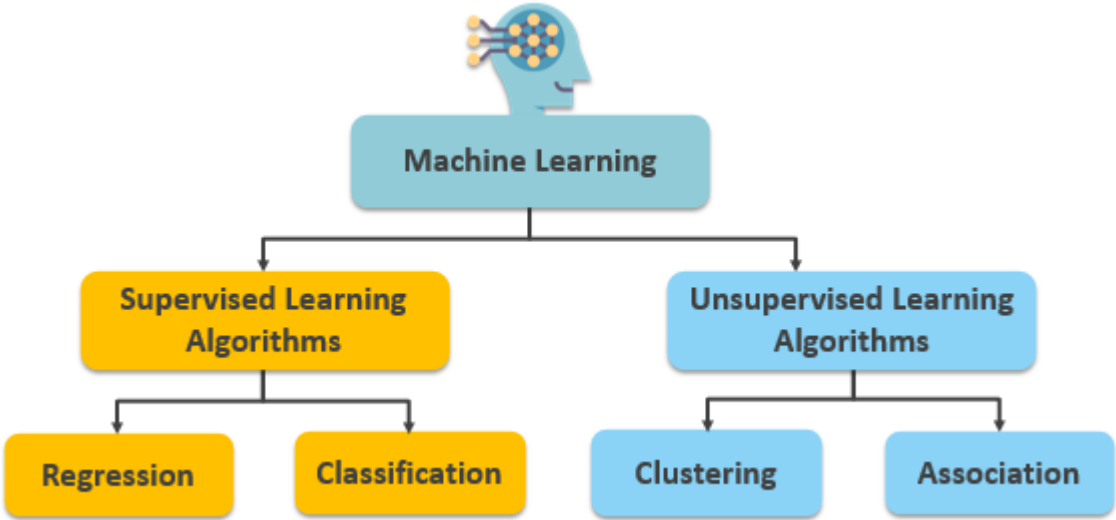 Machine Learning
Supervised Learning
Algorithms
Unsupervised Learning
Algorithms
Regression
Classification
Clustering
Association